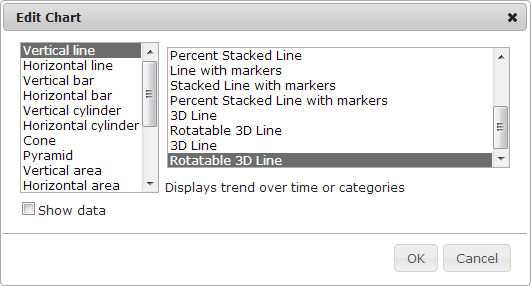 Edit Chart
Vertical line
Horizontal line
Vertical bar
Horizontal bar
Vertical cylinder
Horizontal cylinder
Cone
Pyramid
Vertical area
Horizontal area
Percent Stacked Line
Line with markers
Stacked Line with markers
Percent Stacked Line with markers
3D Line
Rotatable 3D Line
3D Line
Rotatable 3D Line
Displays trend over time or categories
Show data
OK
Cancel